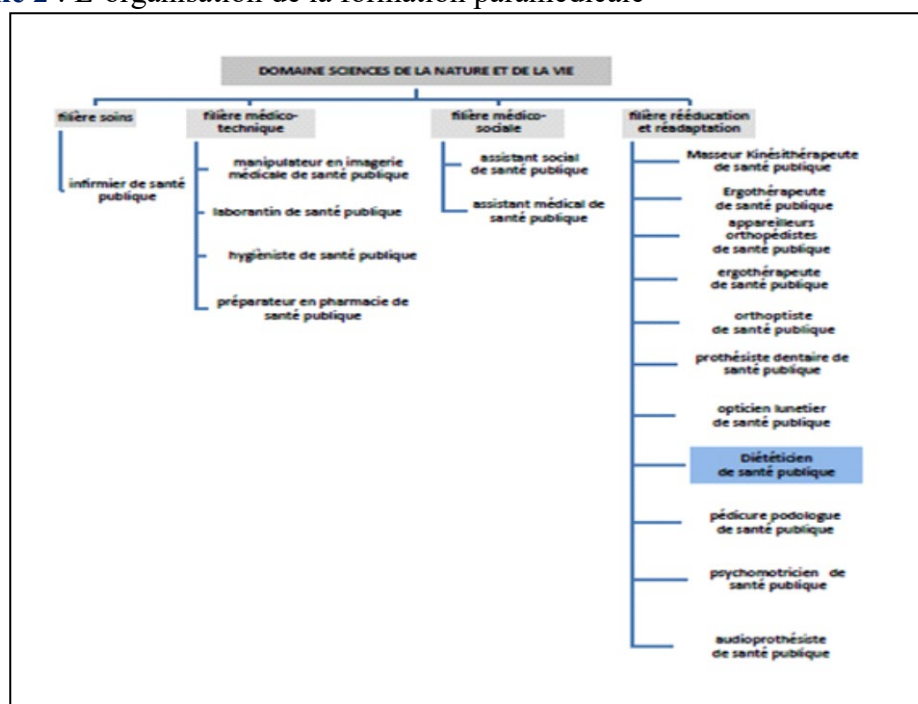 ne 2 : L'organisation de la formation paramédicale
DOMAINE SCIENCES DE LA NATURE ET DE LA VIE
filière soins
infirmier de santé
publique
filière médico-
technique
manipulateur en imagerie
médicale de santé publique
laborantin de santé publique
hygièniste de santé publique
préparateur en pharmacie de
santé publique
filière médico-
sociale
assistant social
de santé publique
assistant médical de
santé publique
filière rééducation
et réadaptation
Masseur Kinésithérapeute
de santé publique
Ergothérapeute
de santé publique
appareilleurs
orthopédistes
de santé publique
ergothérapeute
de santé publique
orthoptiste
de santé publique
prothésiste dentaire de
santé publique
opticien lunetier
de santé publique
Diététicien
de santé publique
pédicure podologue
de santé publique
psychomotricien de
santé publique
audioprothésiste
de santé publique